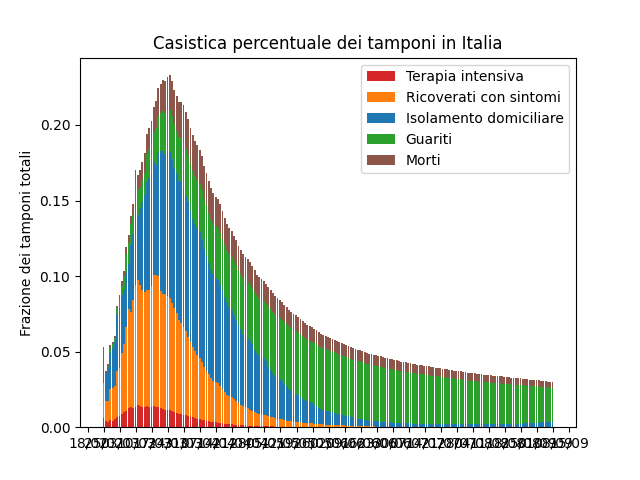 Casistica percentuale dei tamponi in Italia
Terapia intensiva
Ricoverati con sintomi
Isolamento domiciliare
Guariti
Morti
Frazione dei tamponi totali
0.20
0.15
0.10
0.05
0.00